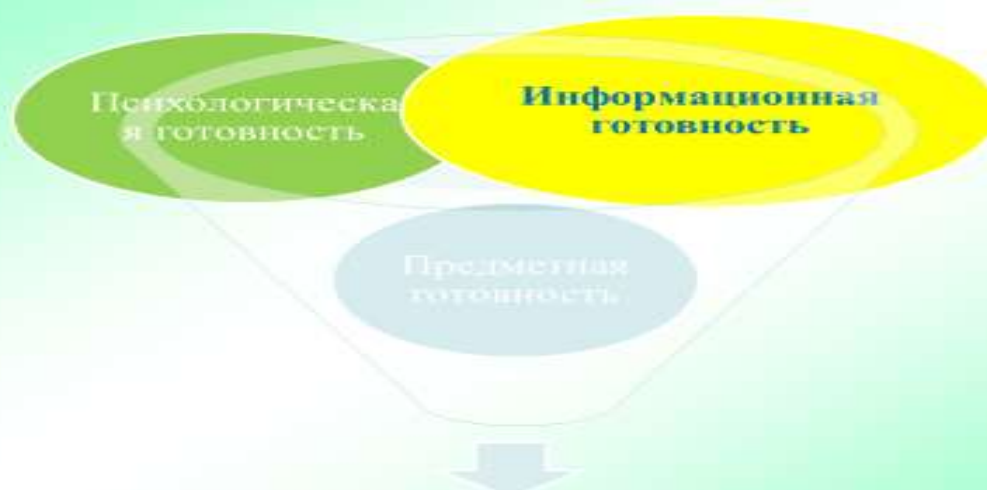 Психологическа
я готовность
Информационная
готовность
Предметная
готовность